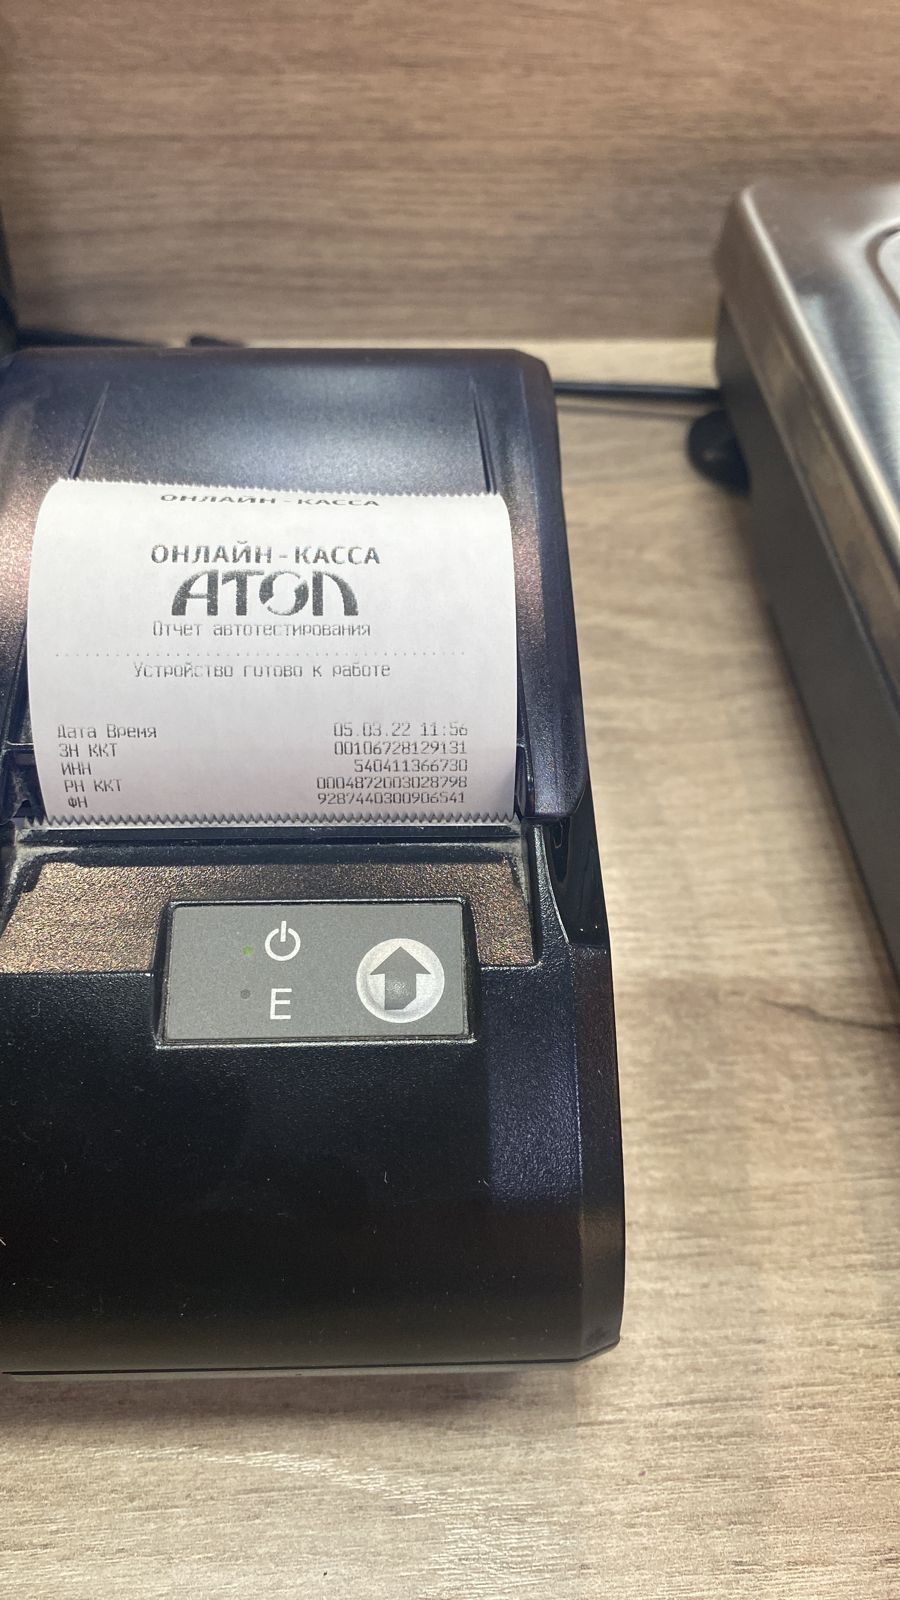 ОНЛАЙН-КАССА
ОНЛАЙН-КАССА
АТОЛ
Отчет автотестирования
Устройство готово к работе
Дата Время 05.03.22 11:56
ЗН ККТ 00106728129131
ИНН 540411366730
РН ККТ 0004872003028798
ФН 9287440300906541
E